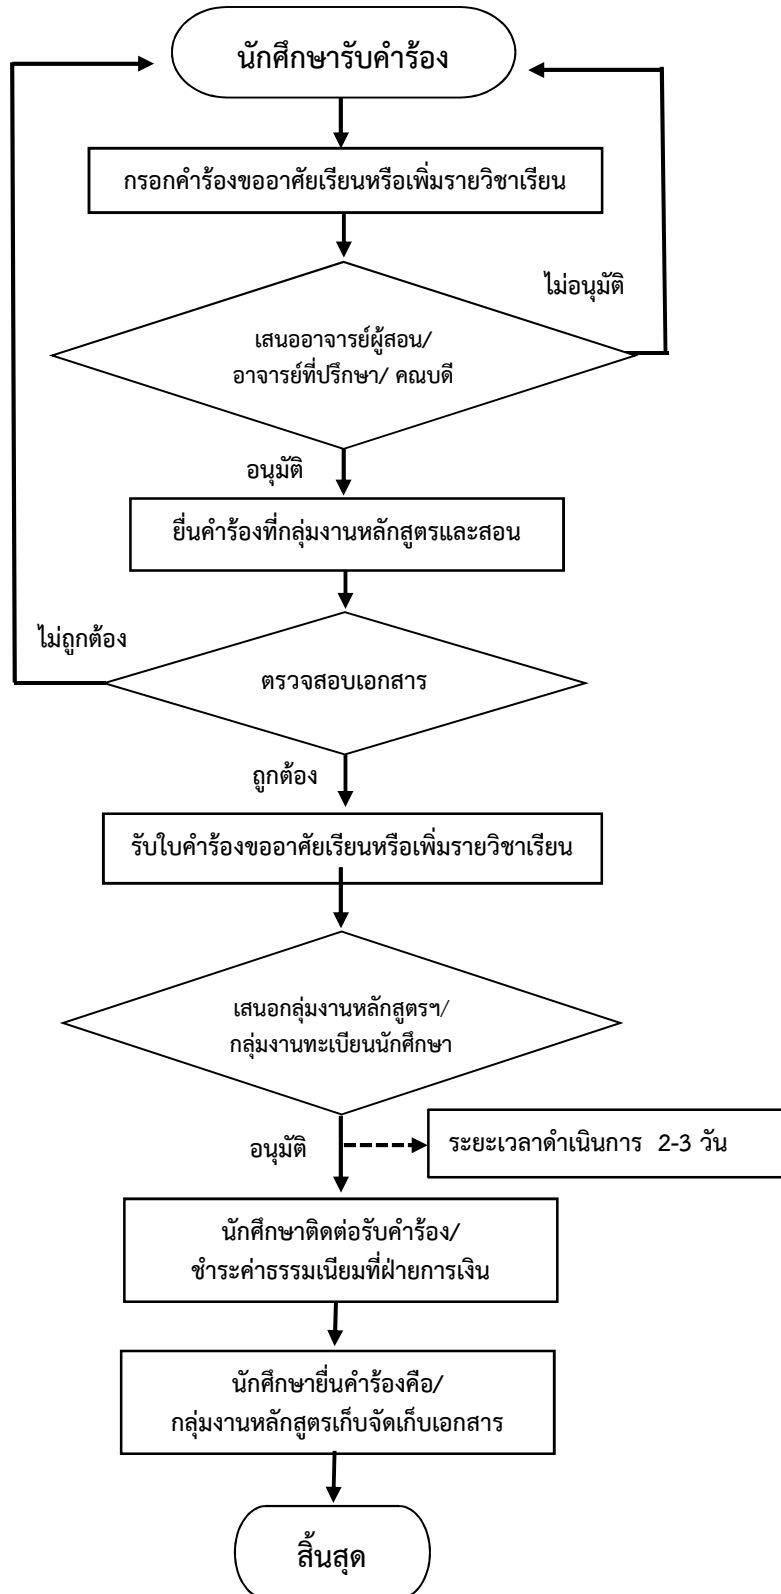 นักศึกษารับคำร้อง
กรอกคำร้องขออาศัยเรียนหรือเพิ่มรายวิชาเรียน
ไม่อนุมัติ
เสนออาจารย์ผู้สอน/
อาจารย์ที่ปรึกษา/ คณบดี
อนุมัติ
ยื่นคำร้องที่กลุ่มงานหลักสูตรและสอน
ไม่ถูกต้อง
ตรวจสอบเอกสาร
ถูกต้อง
รับใบคำร้องขออาศัยเรียนหรือเพิ่มรายวิชาเรียน
เสนอกลุ่มงานหลักสูตรฯ/
กลุ่มงานทะเบียนนักศึกษา
อนุมัติ
ระยะเวลาดำเนินการ 2-3 วัน
นักศึกษาติดต่อรับคำร้อง/
ชำระค่าธรรมเนียมที่ฝ่ายการเงิน
นักศึกษายื่นคำร้องคือ/
กลุ่มงานหลักสูตรเก็บจัดเก็บเอกสาร
สิ้นสุด